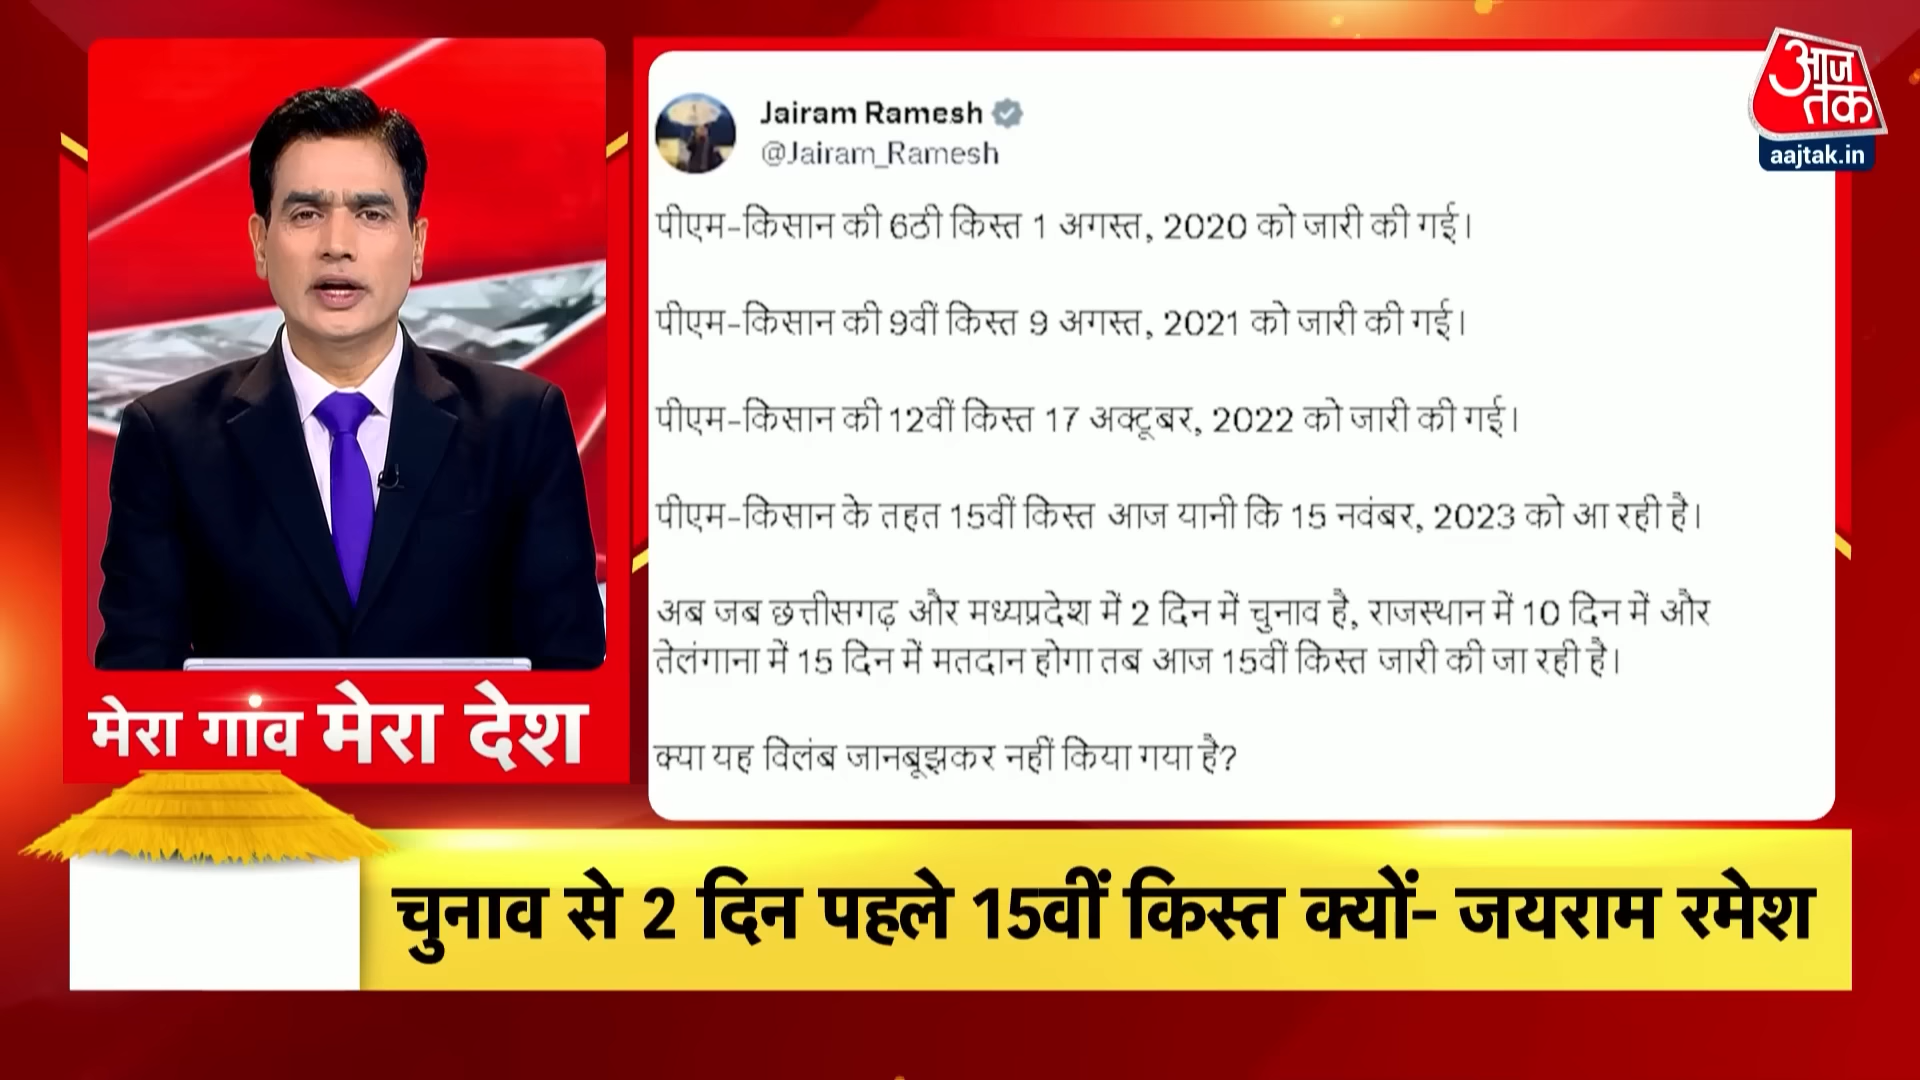 आज
तक
aajtak.in
Jairam Ramesh
@Jairam_Ramesh
पीएम-किसान की 6ठी किस्त 1 अगस्त, 2020 को जारी की गई।
पीएम-किसान की 9वीं किस्त 9 अगस्त, 2021 को जारी की गई।
पीएम-किसान की 12वीं किस्त 17 अक्टूबर, 2022 को जारी की गई।
पीएम-किसान के तहत 15वीं किस्त आज यानी कि 15 नवंबर, 2023 को आ रही है।
अब जब छत्तीसगढ़ और मध्यप्रदेश में 2 दिन में चुनाव है, राजस्थान में 10 दिन में और
तेलंगाना में 15 दिन में मतदान होगा तब आज 15वीं किस्त जारी की जा रही है।
क्या यह विलंब जानबूझकर नहीं किया गया है?
मेरा गांव मेरा देश
चुनाव से 2 दिन पहले 15वीं किस्त क्यों- जयराम रमेश